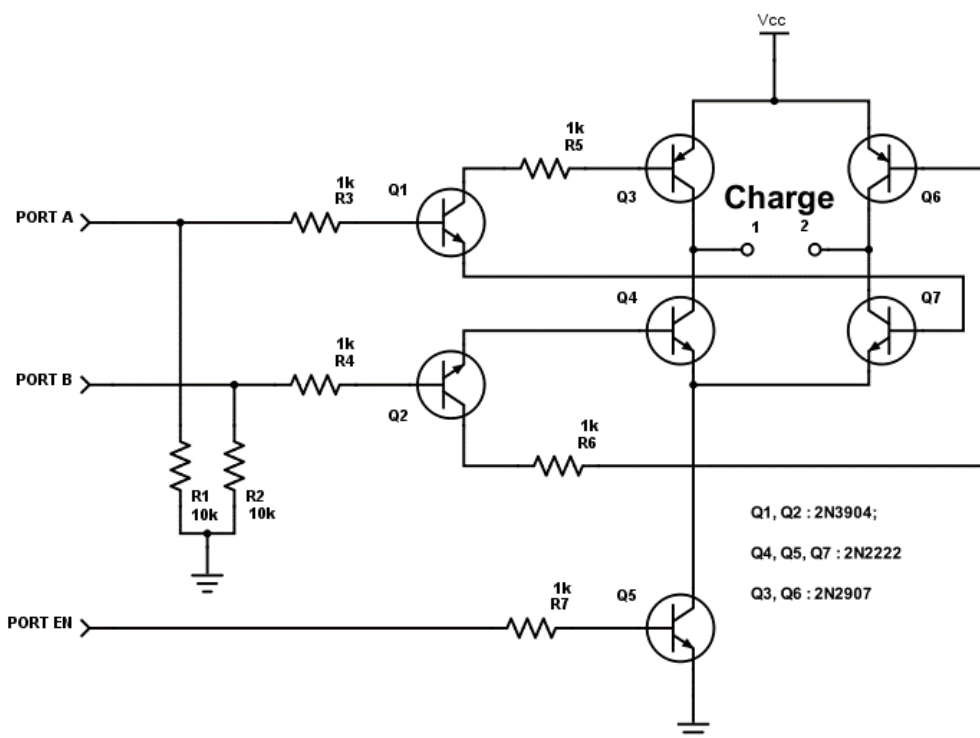 Vcc
1k
R5
1k
R3
Q1
Q3
Charge
1 2
Q6
PORT A
Q4
Q7
1k
R4
PORT B
Q2
1k
R6
R1
10k
R2
10k
Q1, Q2 : 2N3904;
Q4, Q5, Q7 : 2N2222
Q3, Q6 : 2N2907
1k
R7
Q5
PORT EN